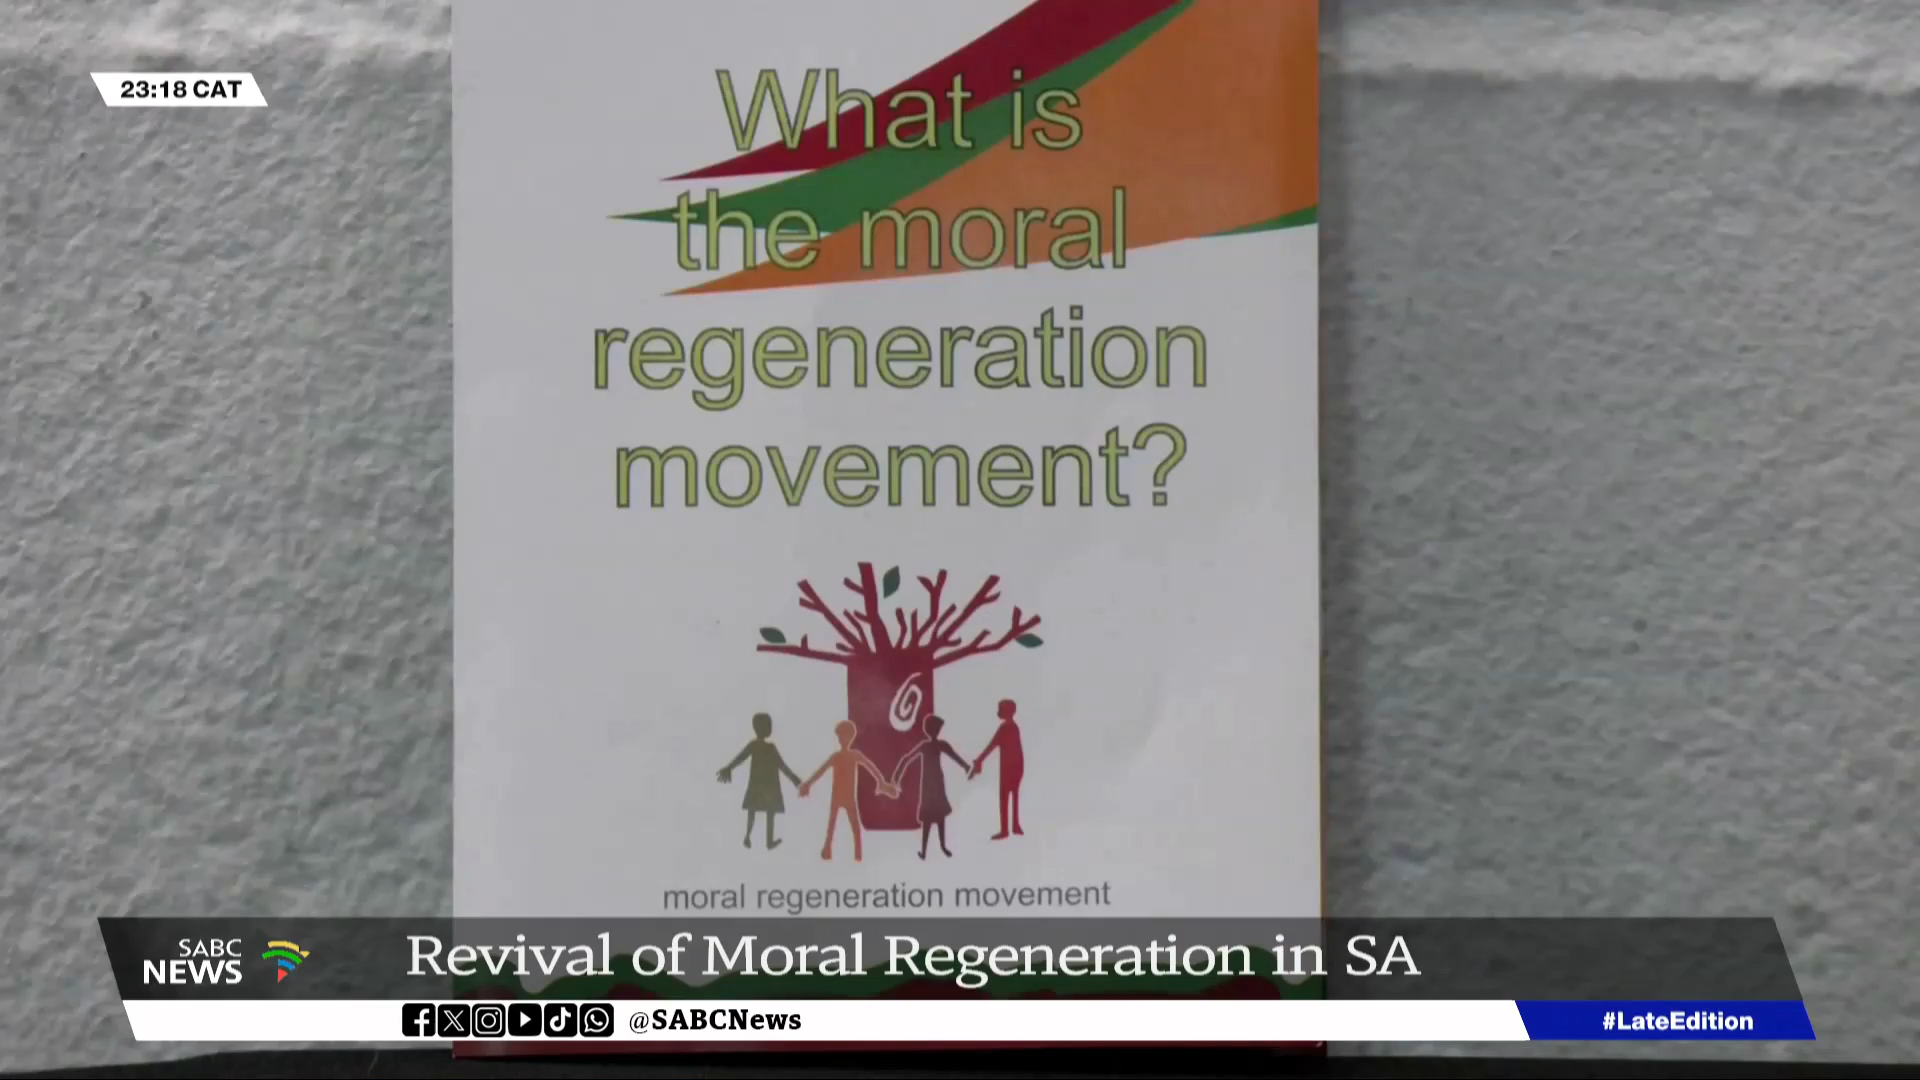 23:18 CAT
What is
the moral
regeneration
movement?
moral regeneration movement
SABC
NEWS
Revival of Moral Regeneration in SA
@SABCNews
#LateEdition